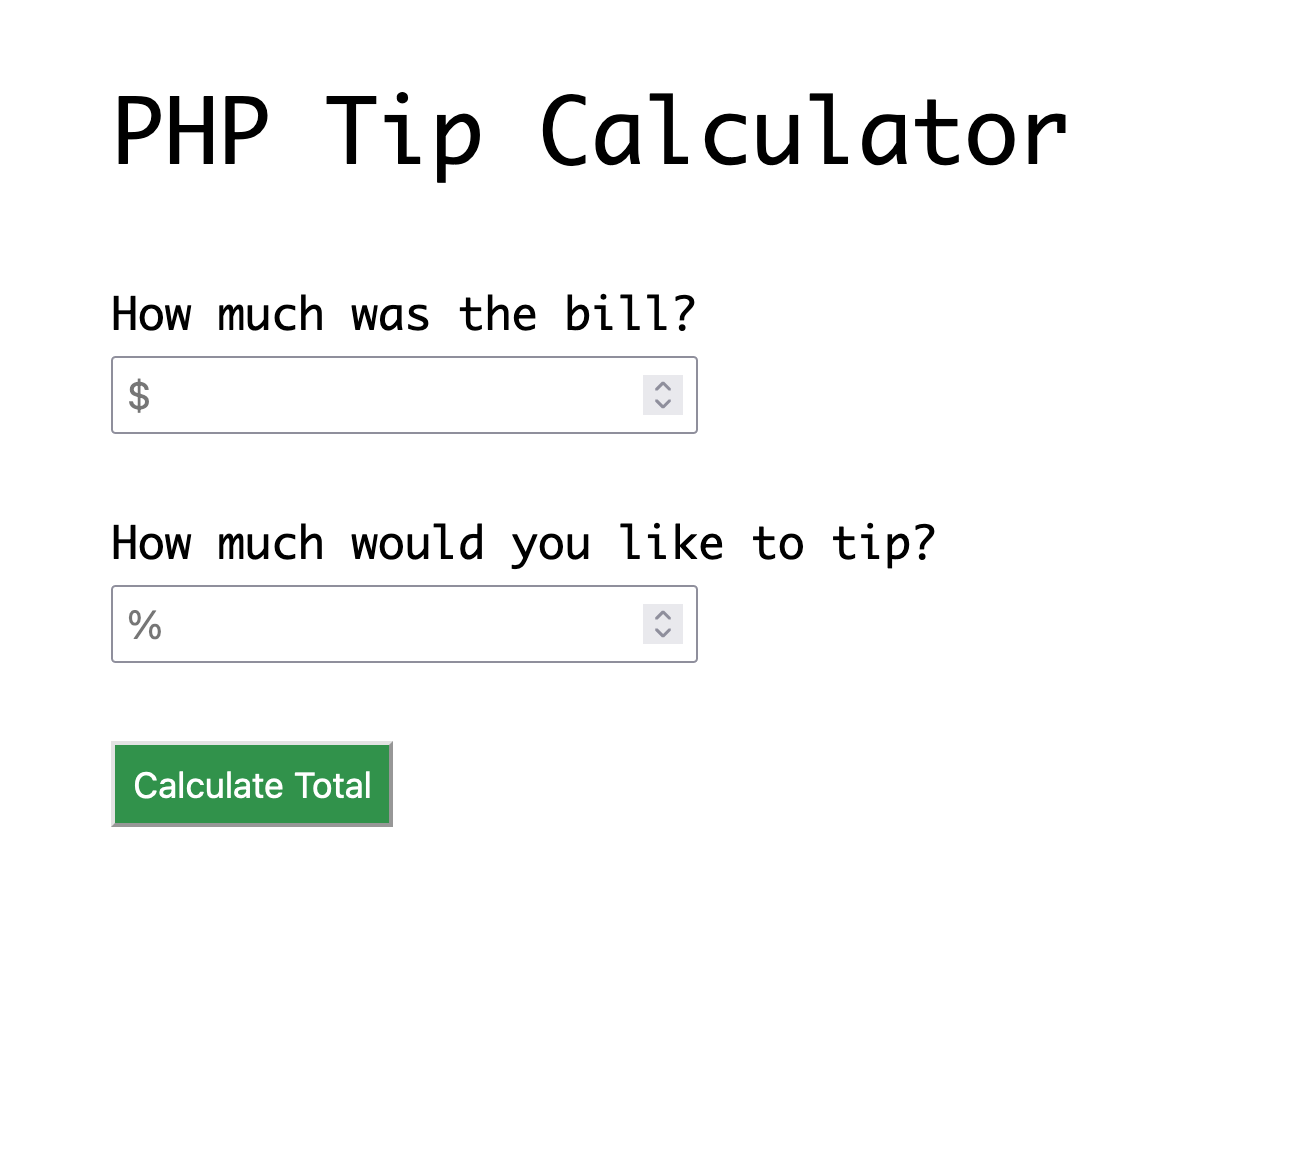 PHP Tip Calculator
How much was the bill?
$
How much would you like to tip?
%
Calculate Total